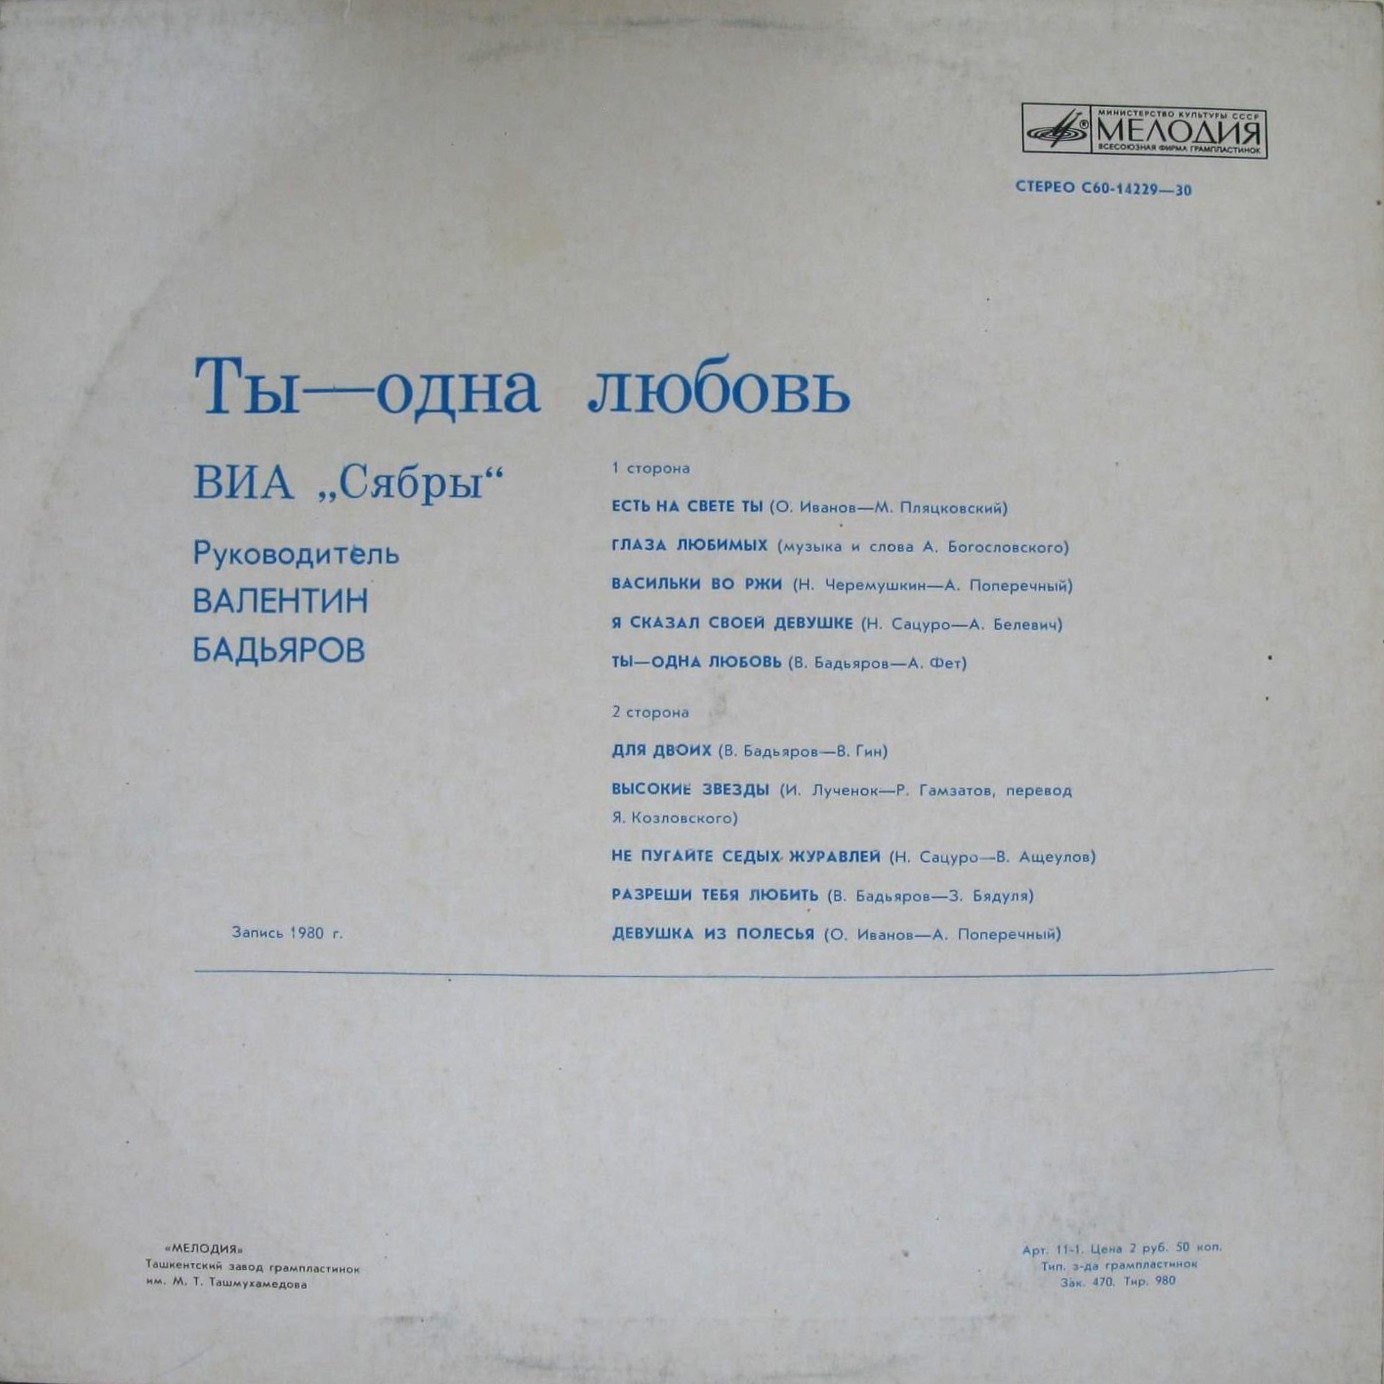 МИНИСТЕРСТВО КУЛЬТУРЫ СССР
МЕЛОДИЯ
ВСЕСОЮЗНАЯ ФИРМА ГРАМПЛАСТИНОК
СТЕРЕО С60-14229—30
Ты—одна любовь
ВИА „Сябры“
Руководитель
ВАЛЕНТИН
БАДЬЯРОВ
1 сторона
ЕСТЬ НА СВЕТЕ ТЫ (О. Иванов—М. Пляцковский)
ГЛАЗА ЛЮБИМЫХ (музыка и слова А. Богословского)
ВАСИЛЬКИ ВО РЖИ (Н. Черемушкин—А. Поперечный)
Я СКАЗАЛ СВОЕЙ ДЕВУШКЕ (Н. Сацуро—А. Белевич)
ТЫ—ОДНА ЛЮБОВЬ (В. Бадьяров—А. Фет)
2 сторона
ДЛЯ ДВОИХ (В. Бадьяров—В. Гин)
ВЫСОКИЕ ЗВЕЗДЫ (И. Лученок—Р. Гамзатов, перевод
Я. Козловского)
НЕ ПУГАЙТЕ СЕДЫХ ЖУРАВЛЕЙ (Н. Сацуро—В. Ащеулов)
РАЗРЕШИ ТЕБЯ ЛЮБИТЬ (В. Бадьяров—З. Бядуля)
ДЕВУШКА ИЗ ПОЛЕСЬЯ (О. Иванов—А. Поперечный)
Запись 1980 г.
«МЕЛОДИЯ»
Ташкентский завод грампластинок
им. М. Т. Ташмухамедова
Арт. 11-1. Цена 2 руб. 50 коп.
Тип. з-да грампластинок
Зак. 470. Тир. 980